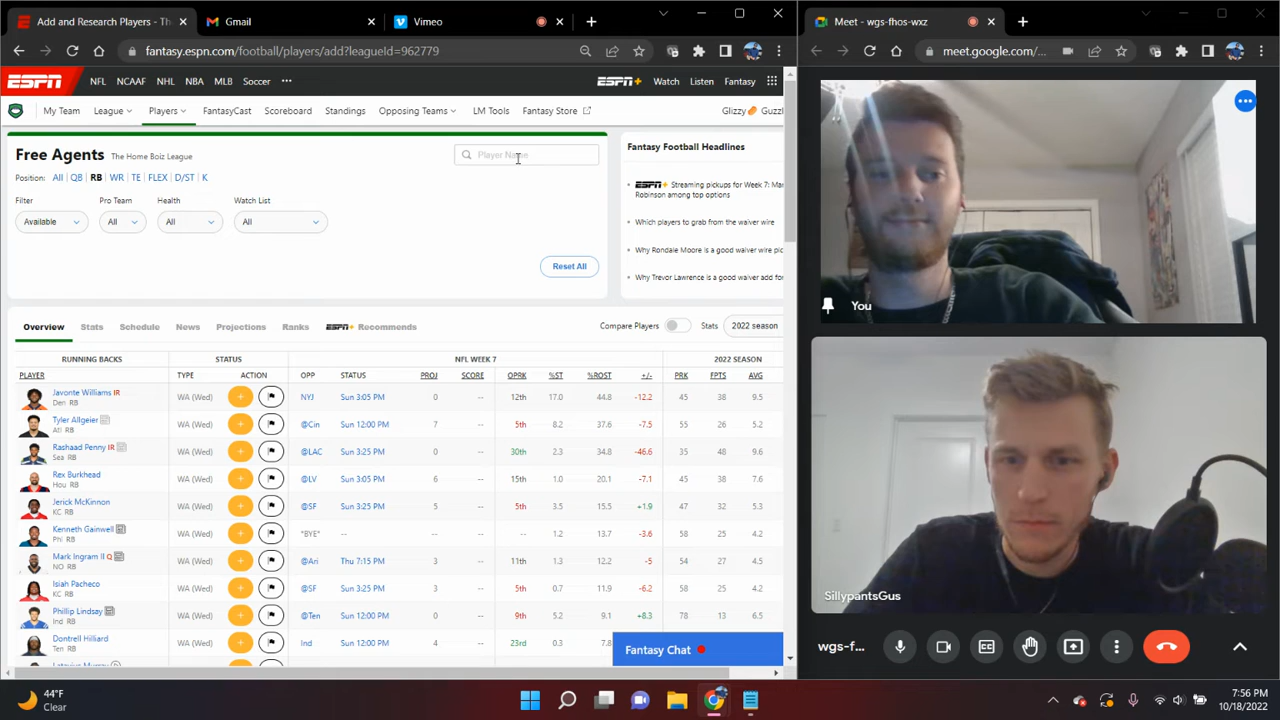 Add and Research Players - Th
Gmail
Vimeo
Meet - wgs-fhos-wxz
fantasy.espn.com/football/players/add?leagueId=962779
meet.google.com/...
ESPN
NFL NCAAF NHL NBA MLB Soccer •••
ESPN+ Watch Listen Fantasy
My Team League Players FantasyCast Scoreboard Standings Opposing Teams LM Tools Fantasy Store
Glizzy Guzzl
Free Agents The Home Boiz League
Player Name
Position: All | QB | RB | WR | TE | FLEX | D/ST | K
Filter Pro Team Health Watch List
Available All All All
Reset All
Fantasy Football Headlines
ESPN+ Streaming pickups for Week 7: Ma
Robinson among top options
Which players to grab from the waiver wire
Why Rondale Moore is a good waiver wire pic
Why Trevor Lawrence is a good waiver add fo
Overview Stats Schedule News Projections Ranks ESPN+ Recommends
Compare Players Stats 2022 season
RUNNING BACKS STATUS NFL WEEK 7 2022 SEASON
PLAYER TYPE ACTION OPP STATUS PROJ SCORE OPRK %ST %ROST +/- PRK FPTS AVG
Javonte Williams IR
Den RB
WA (Wed) NYJ Sun 3:05 PM 0 -- 12th 17.0 44.8 -12.2 45 38 9.5
Tyler Allgeier
Atl RB
WA (Wed) @Cin Sun 12:00 PM 7 -- 5th 8.2 37.6 -7.5 55 26 5.2
Rashaad Penny IR
Sea RB
WA (Wed) @LAC Sun 3:25 PM 0 -- 30th 2.3 34.8 -46.6 35 48 9.6
Rex Burkhead
Hou RB
WA (Wed) @LV Sun 3:05 PM 6 -- 15th 1.0 20.1 -7.1 45 38 7.6
Jerick McKinnon
KC RB
WA (Wed) @SF Sun 3:25 PM 5 -- 5th 3.5 15.5 +1.9 47 32 5.3
Kenneth Gainwell
Phi RB
WA (Wed) *BYE* -- -- -- -- 1.2 13.7 -3.6 58 25 4.2
Mark Ingram II Q
NO RB
WA (Wed) @Ari Thu 7:15 PM 3 -- 11th 1.3 12.2 -5 54 27 4.5
Isiah Pacheco
KC RB
WA (Wed) @SF Sun 3:25 PM 3 -- 5th 0.7 11.9 -6.2 58 25 4.2
Phillip Lindsay
Ind RB
WA (Wed) @Ten Sun 12:00 PM 3 -- 9th 5.2 9.1 +8.3 78 13 6.5
Dontrell Hilliard
Ten RB
WA (Wed) Ind Sun 12:00 PM 4 -- 23rd 0.3 7.8
Fantasy Chat
You
SillypantsGus
wgs-f...
44°F
Clear
7:56 PM
10/18/2022